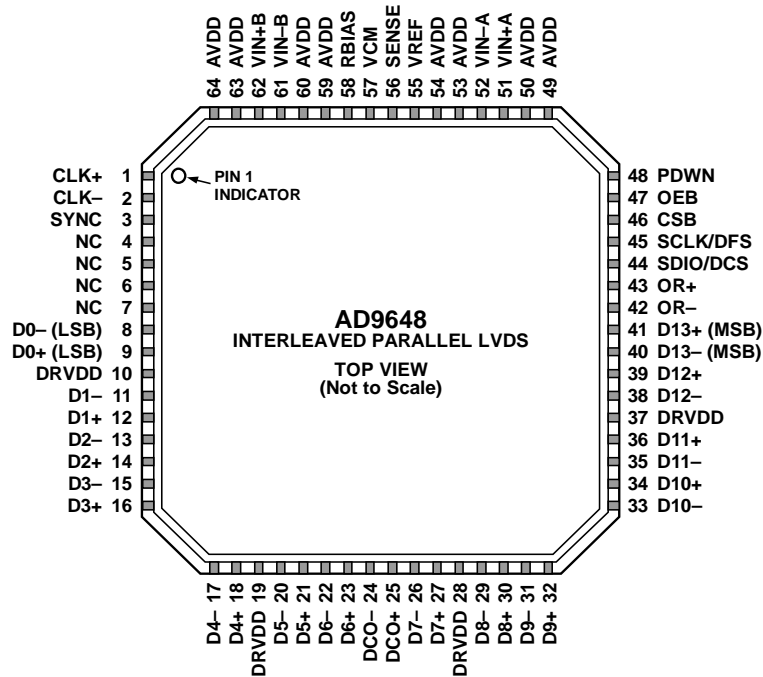 64 AVDD
63 AVDD
62 VIN+B
61 VIN–B
60 AVDD
59 AVDD
58 RBIAS
57 VCM
56 SENSE
55 VREF
54 AVDD
53 AVDD
52 VIN–A
51 VIN+A
50 AVDD
49 AVDD
CLK+ 1
CLK– 2
SYNC 3
NC 4
NC 5
NC 6
NC 7
D0– (LSB) 8
D0+ (LSB) 9
DRVDD 10
D1– 11
D1+ 12
D2– 13
D2+ 14
D3– 15
D3+ 16
PIN 1
INDICATOR
AD9648
INTERLEAVED PARALLEL LVDS
TOP VIEW
(Not to Scale)
48 PDWN
47 OEB
46 CSB
45 SCLK/DFS
44 SDIO/DCS
43 OR+
42 OR–
41 D13+ (MSB)
40 D13– (MSB)
39 D12+
38 D12–
37 DRVDD
36 D11+
35 D11–
34 D10+
33 D10–
D4– 17
D4+ 18
DRVDD 19
D5– 20
D5+ 21
D6– 22
D6+ 23
DCO– 24
DCO+ 25
D7– 26
D7+ 27
DRVDD 28
D8– 29
D8+ 30
D9– 31
D9+ 32